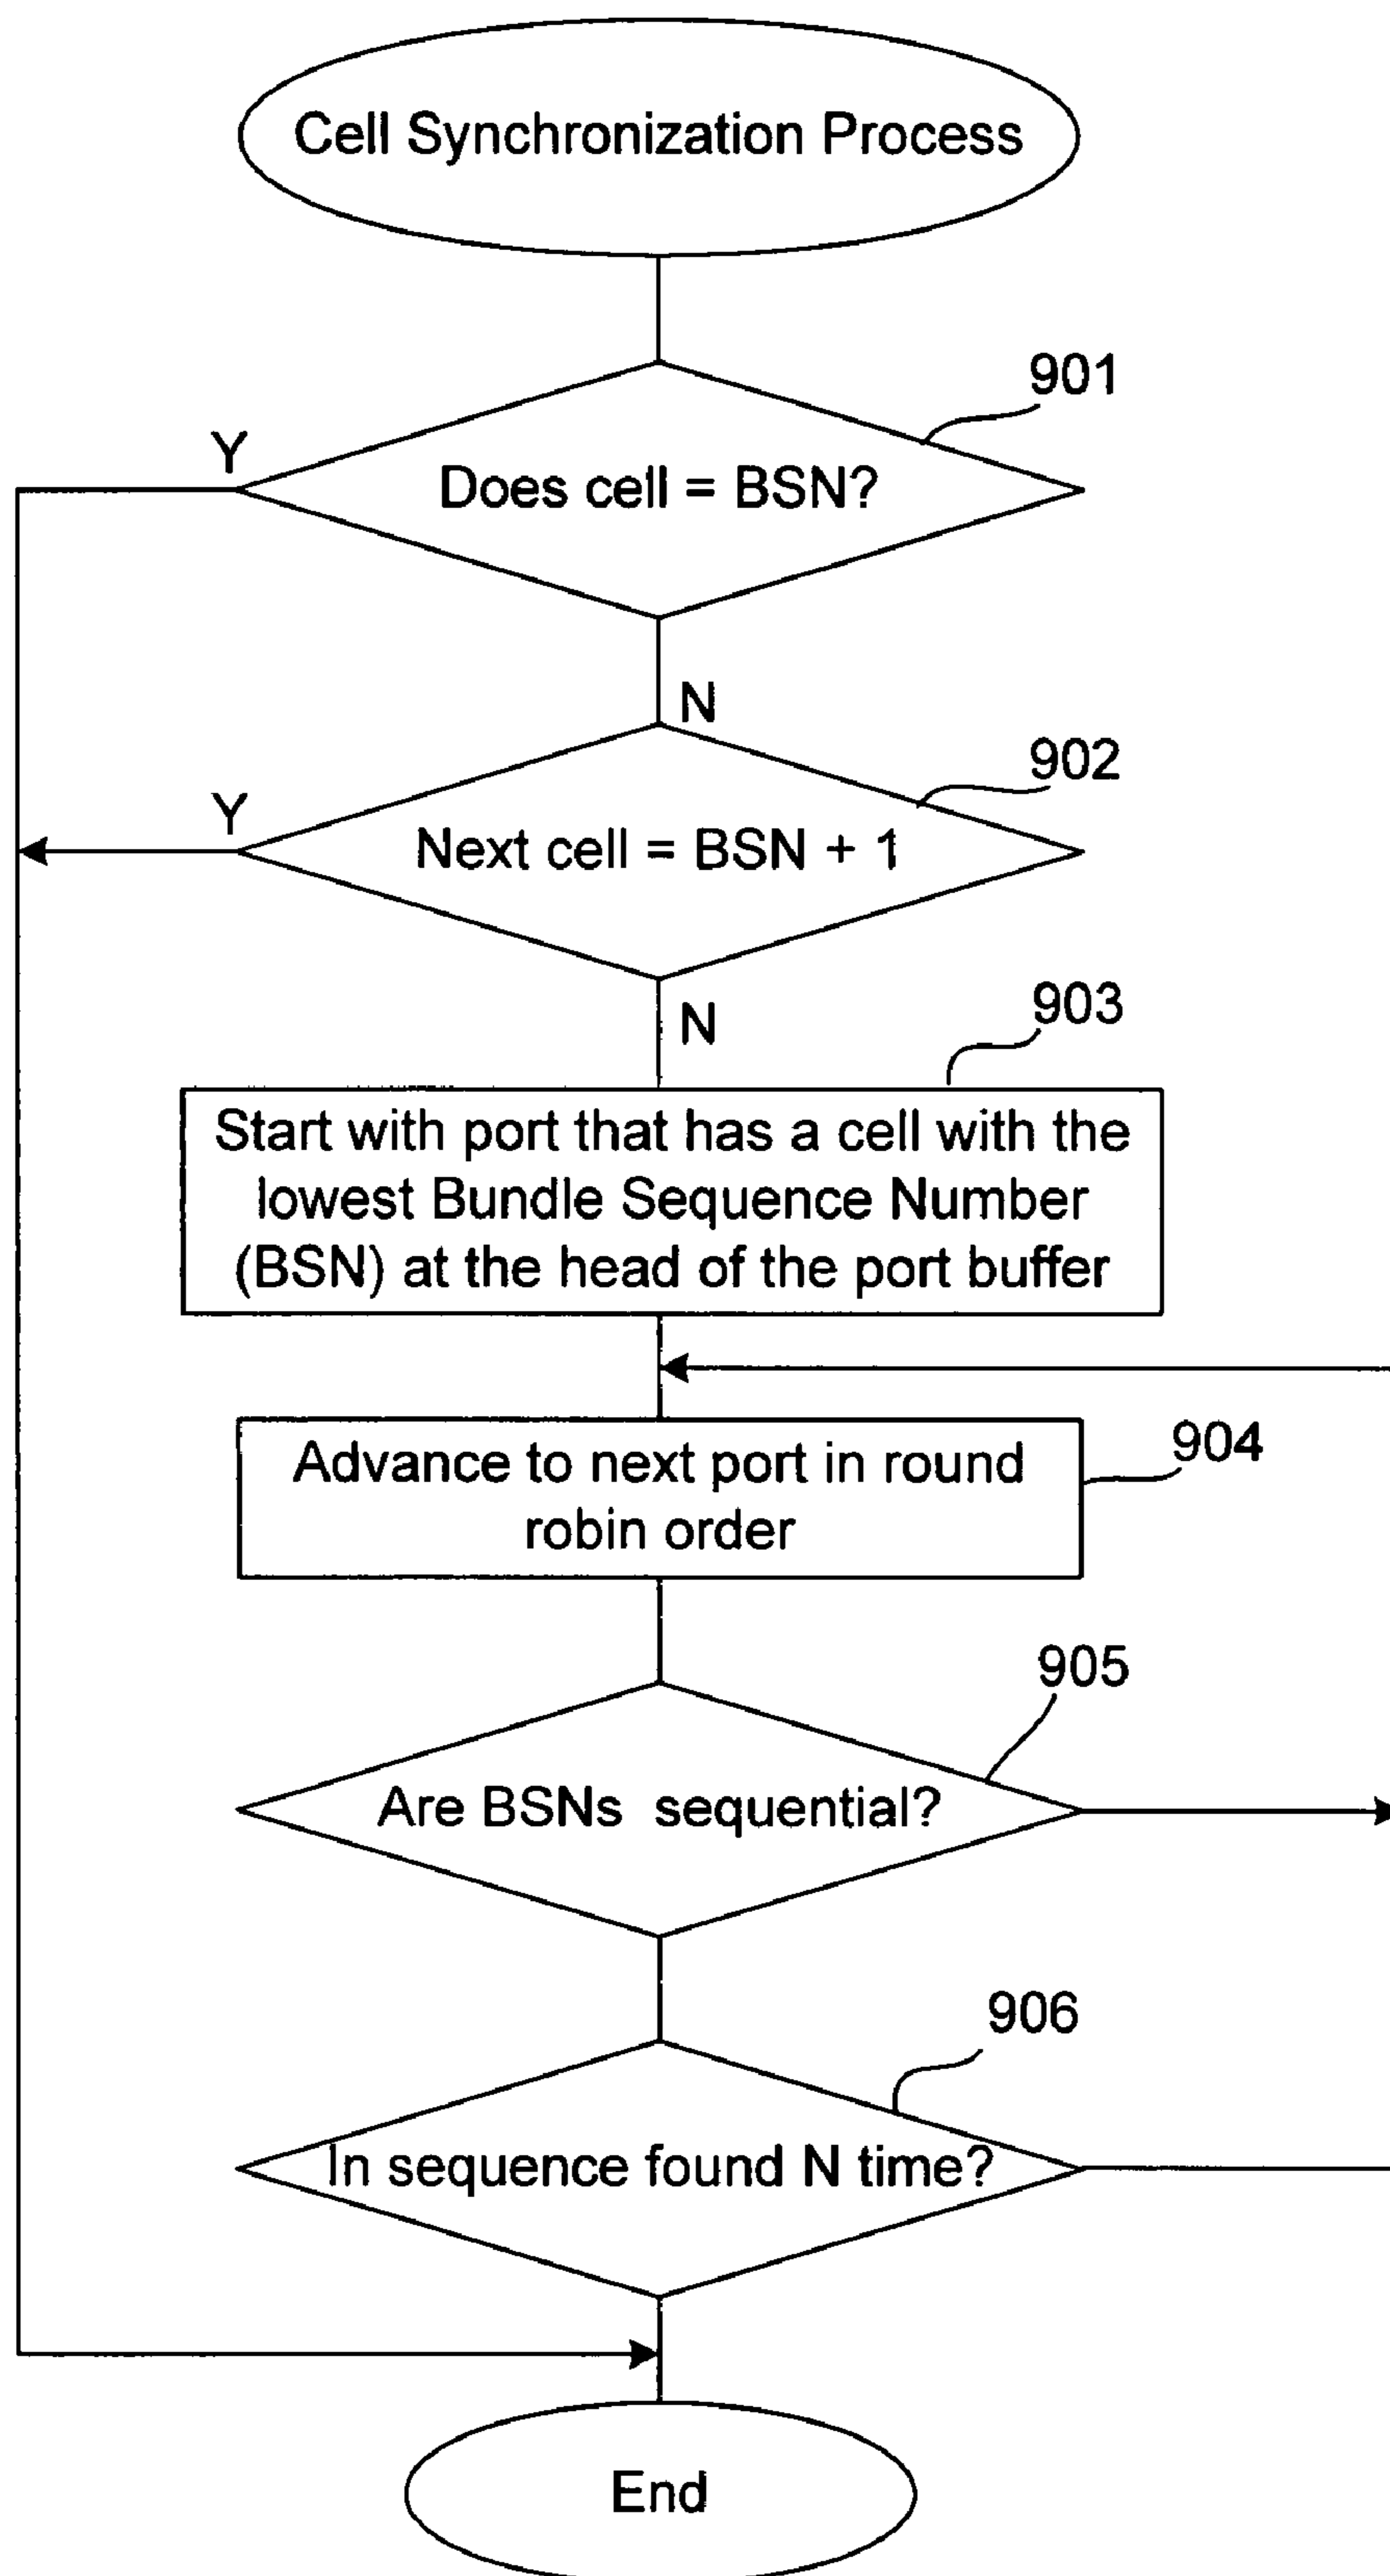 Cell Synchronization Process
901
Y
Does cell = BSN?
N
902
Y
Next cell = BSN + 1
N
903
Start with port that has a cell with the
lowest Bundle Sequence Number
(BSN) at the head of the port buffer
904
Advance to next port in round
robin order
905
Are BSNs sequential?
906
In sequence found N time?
End